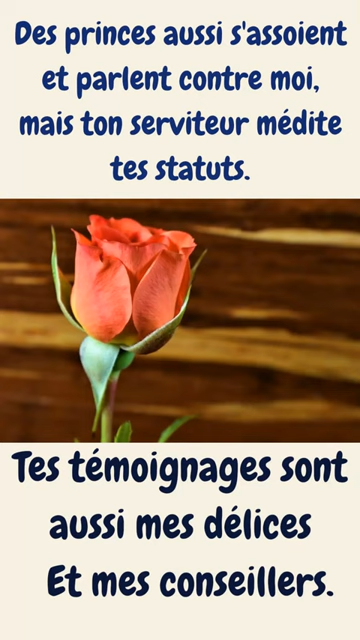 Des princes aussi s'assoient
et parlent contre moi,
mais ton serviteur médite
tes statuts.
Tes témoignages sont
aussi mes délices
Et mes conseillers.